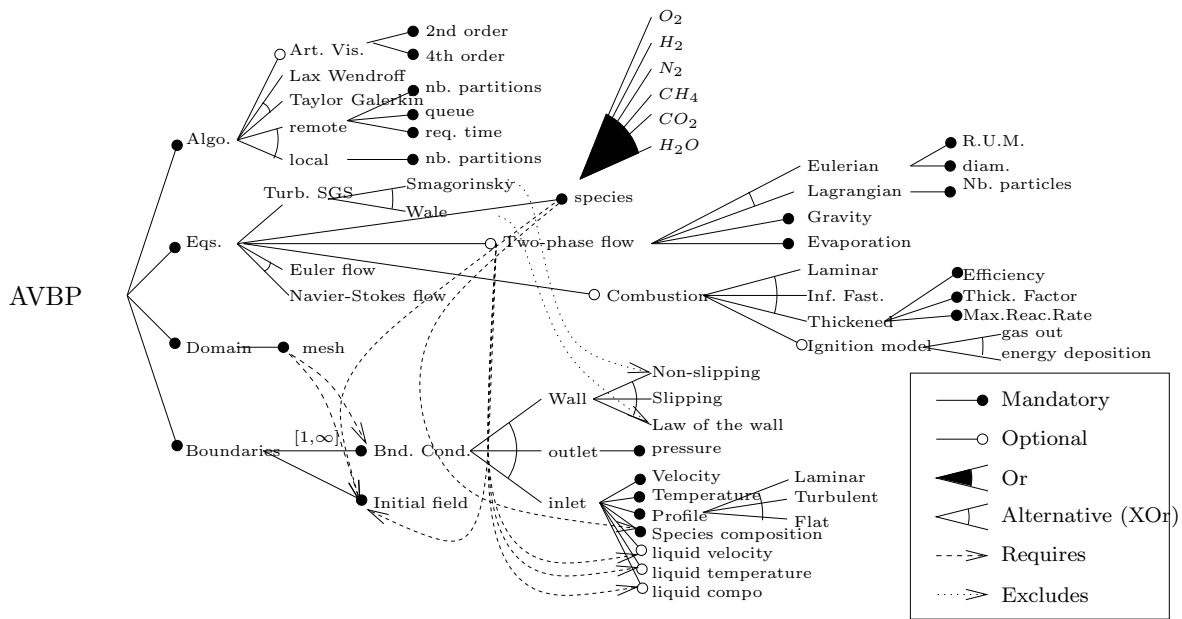 AVBP
Algo.
Art. Vis.
2nd order
4th order
Lax Wendroff
Taylor Galerkin
remote
nb. partitions
queue
req. time
local
nb. partitions
Eqs.
Turb. SGS
Smagorinsky
Wale
species
O2
H2
N2
CH4
CO2
H2O
Two-phase flow
Eulerian
R.U.M.
diam.
Lagrangian
Nb. particles
Gravity
Evaporation
Euler flow
Navier-Stokes flow
Combustion
Laminar
Inf. Fast.
Thickened
Efficiency
Thick. Factor
Max.Reac.Rate
Ignition model
gas out
energy deposition
Domain
mesh
Boundaries
[1,∞]
Bnd. Cond.
Wall
Non-slipping
Slipping
Law of the wall
outlet
pressure
inlet
Velocity
Temperature
Profile
Laminar
Turbulent
Flat
Species composition
liquid velocity
liquid temperature
liquid compo
Initial field
Mandatory
Optional
Or
Alternative (XOr)
Requires
Excludes